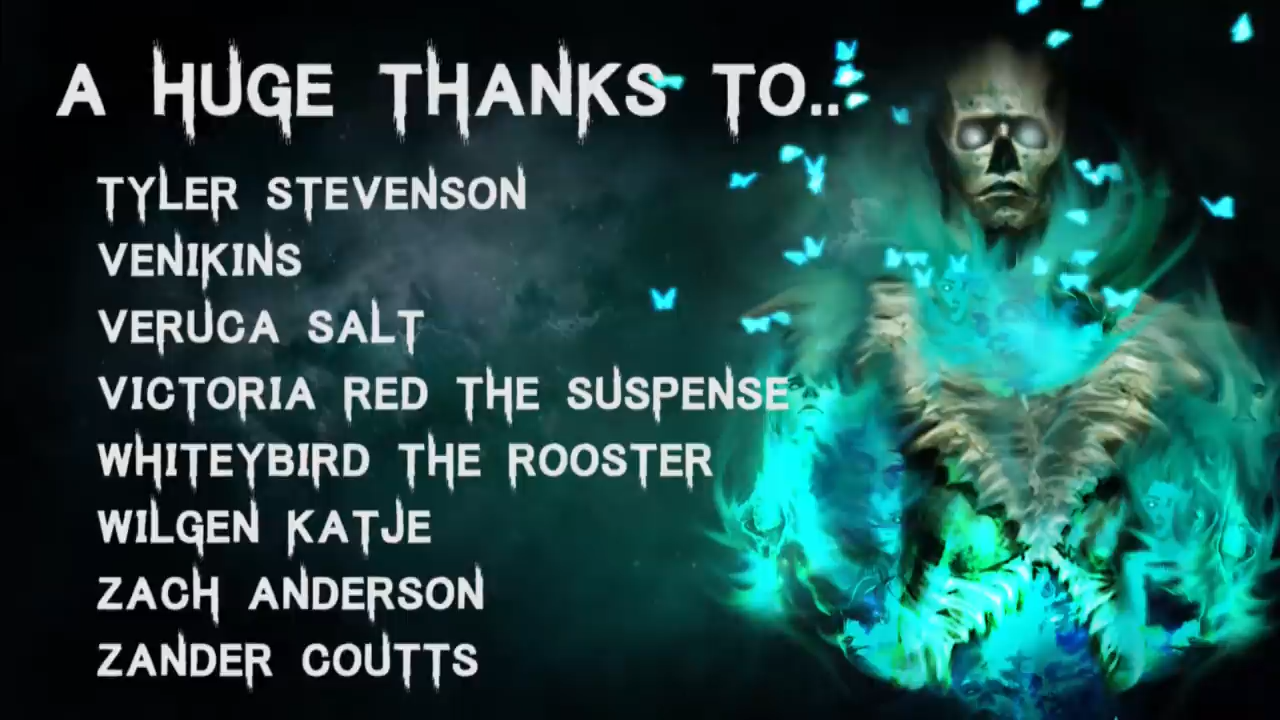 A HUGE THANKS TO..
TYLER STEVENSON
VENIKINS
VERUCA SALT
VICTORIA RED THE SUSPENSE
WHITEYBIRD THE ROOSTER
WILGEN KATJE
ZACH ANDERSON
ZANDER COUTTS